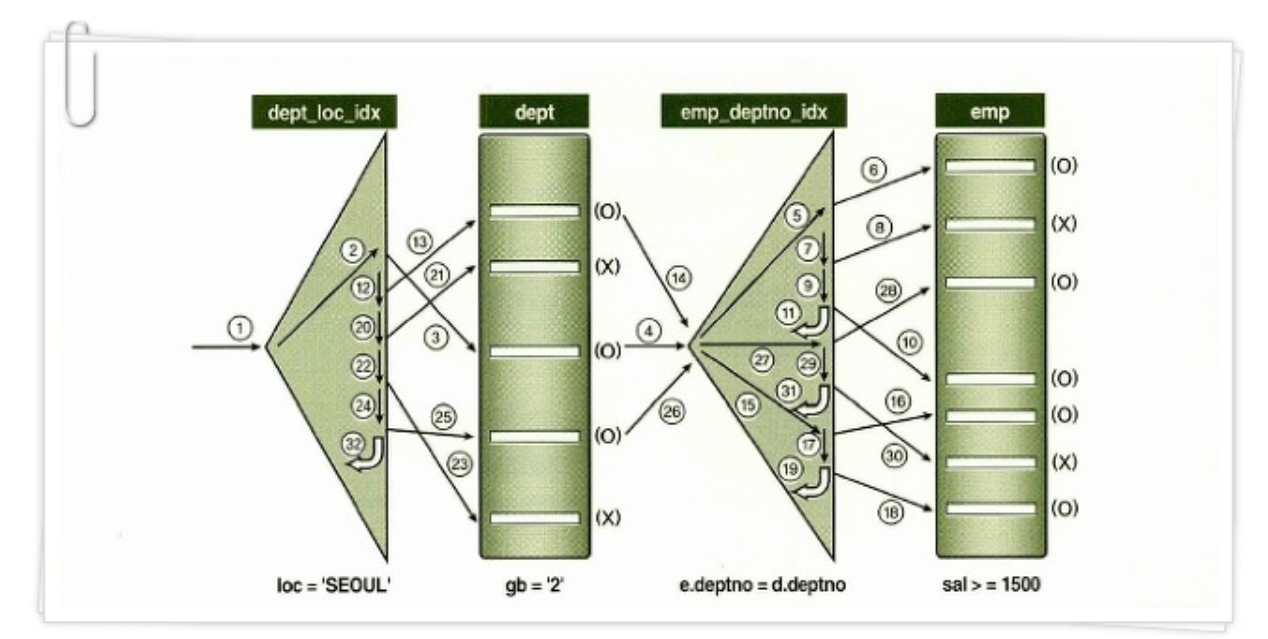 dept_loc_idx dept emp_deptno_idx emp
⑥ (O)
② ⑬ (O) ⑤ ⑧ (X)
⑫ ㉑ (X) ⑭ ⑦ ⑨ ㉘ (O)
① ⑳ ③ (O) ④ ⑪ ㉗ ㉙ ⑩ (O)
㉒ ㉔ ㉕ (O) ㉖ ㉛ ⑮ ⑯ (O)
㉜ ㉓ ⑰ ㉚ (X)
(X) ⑲ ⑱ (O)
loc = 'SEOUL' gb = '2' e.deptno = d.deptno sal > = 1500